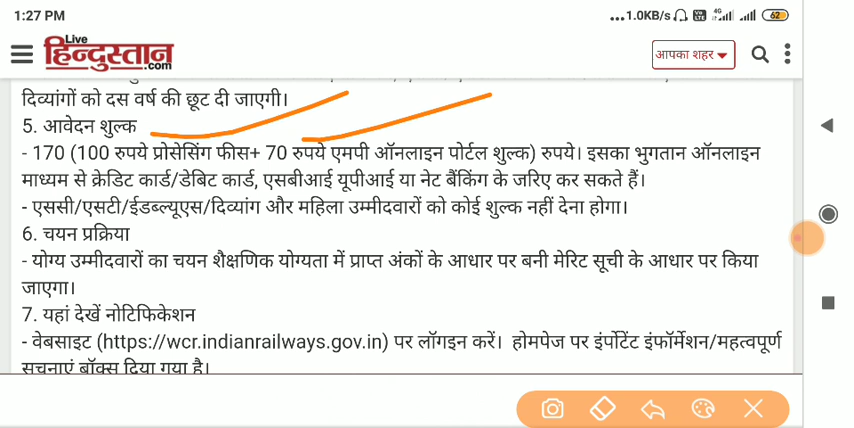 1:27 PM
...1.0KB/s 4G 62
Live
हिन्दुस्तान
.com
आपका शहर
दिव्यांगों को दस वर्ष की छूट दी जाएगी।
5. आवेदन शुल्क
- 170 (100 रुपये प्रोसेसिंग फीस+ 70 रुपये एमपी ऑनलाइन पोर्टल शुल्क) रुपये। इसका भुगतान ऑनलाइन
माध्यम से क्रेडिट कार्ड/डेबिट कार्ड, एसबीआई यूपीआई या नेट बैंकिंग के जरिए कर सकते हैं।
- एससी/एसटी/ईडब्ल्यूएस/दिव्यांग और महिला उम्मीदवारों को कोई शुल्क नहीं देना होगा।
6. चयन प्रक्रिया
- योग्य उम्मीदवारों का चयन शैक्षणिक योग्यता में प्राप्त अंकों के आधार पर बनी मेरिट सूची के आधार पर किया
जाएगा।
7. यहां देखें नोटिफिकेशन
- वेबसाइट (https://wcr.indianrailways.gov.in) पर लॉगइन करें। होमपेज पर इंपोर्टेंट इंफॉर्मेशन/महत्वपूर्ण
सूचनाएं बॉक्स दिया गया है।